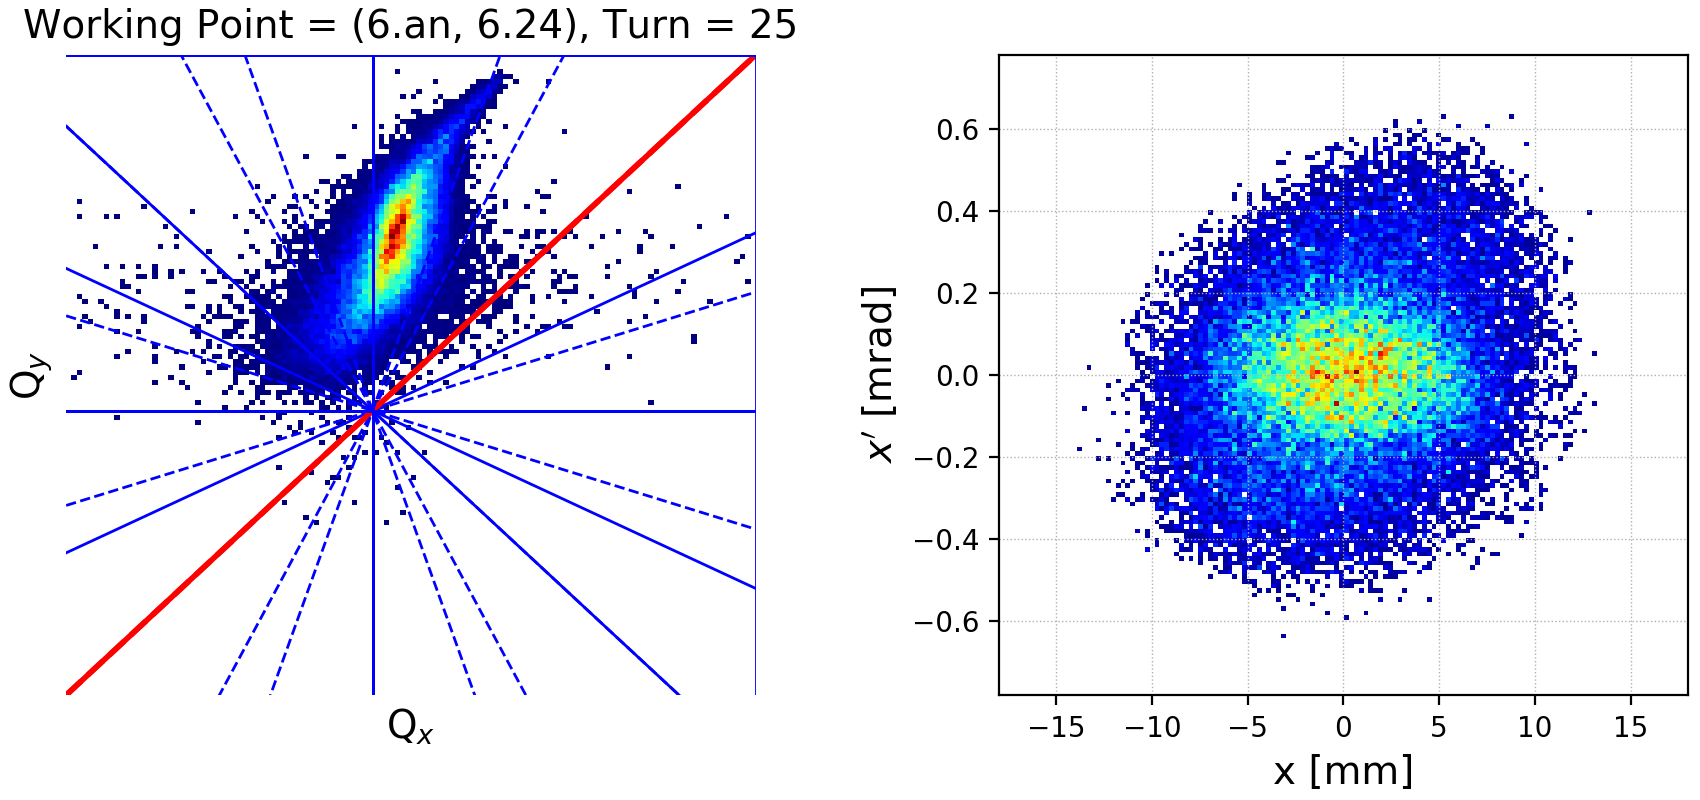 Working Point = (6.an, 6.24), Turn = 25
Qy
Qx
x′ [mrad]
0.6
0.4
0.2
0.0
−0.2
−0.4
−0.6
−15 −10 −5 0 5 10 15
x [mm]